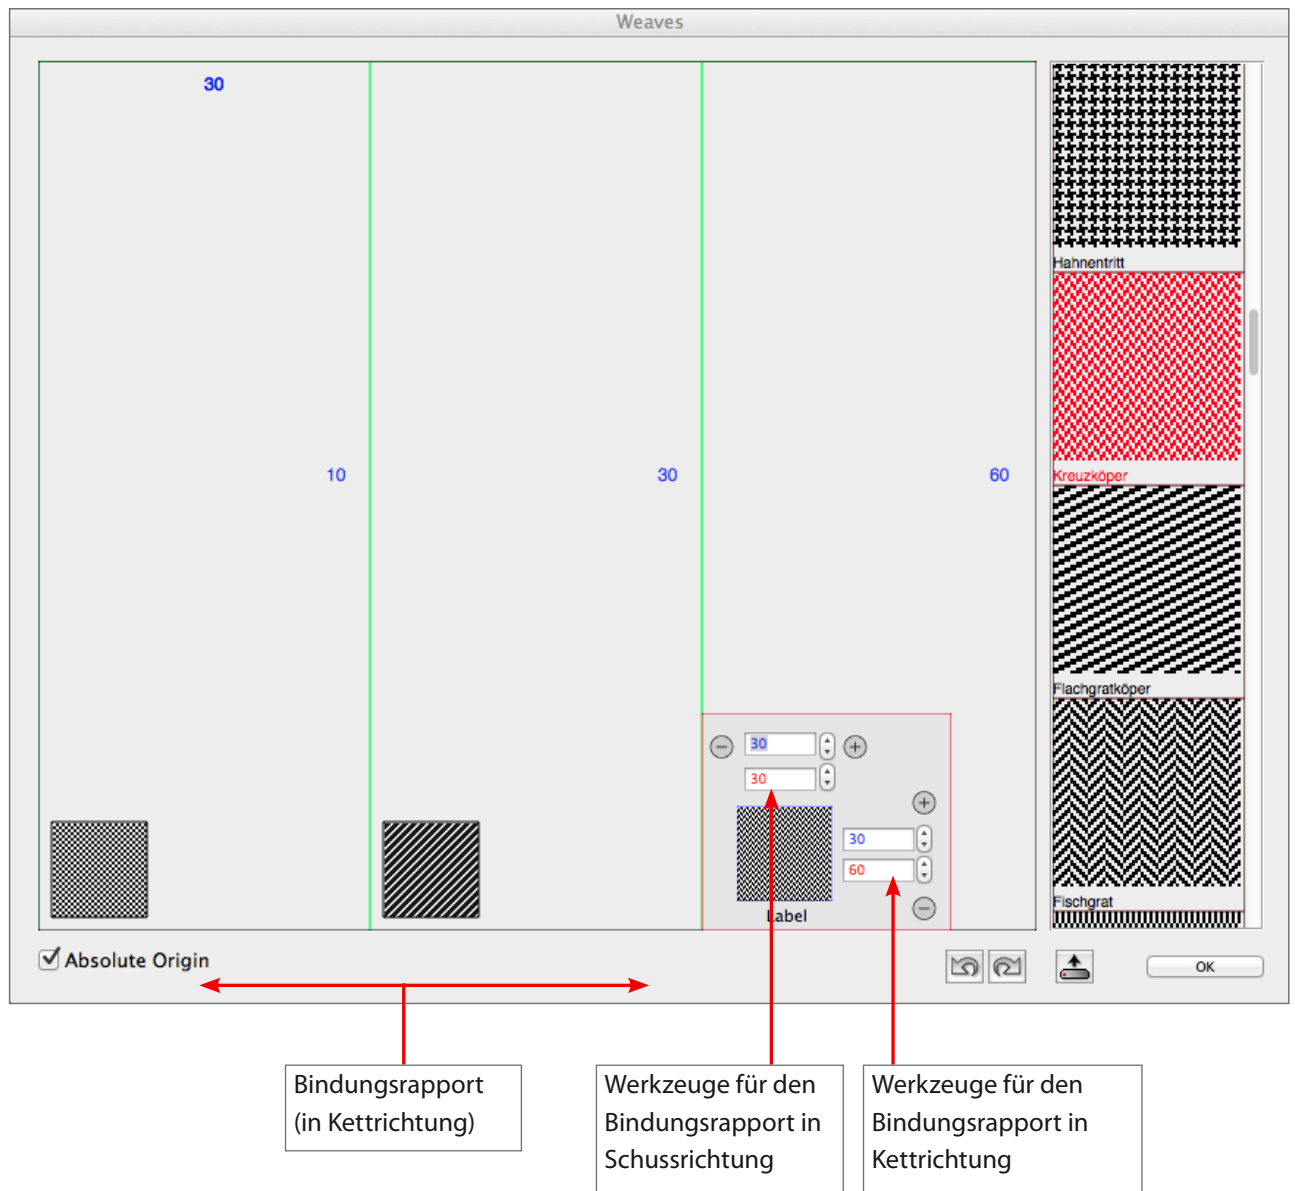 Weaves
30
10
30
60
30
30
30
60
Label
Hahnentritt
Kreuzköper
Flachgratköper
Fischgrat
Absolute Origin
OK
Bindungsrapport
(in Kettrichtung)
Werkzeuge für den
Bindungsrapport in
Schussrichtung
Werkzeuge für den
Bindungsrapport in
Kettrichtung